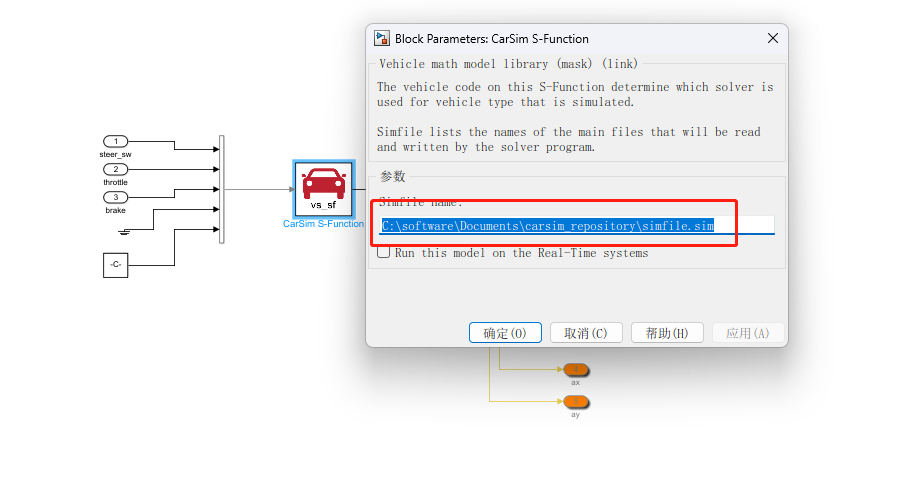 Block Parameters: CarSim S-Function
Vehicle math model library (mask) (link)
The vehicle code on this S-Function determine which solver is
used for vehicle type that is simulated.
Simfile lists the names of the main files that will be read
and written by the solver program.
参数
Simfile name:
C:\software\Documents\carsim_repository\simfile.sim
Run this model on the Real-Time systems
确定(O)
取消(C)
帮助(H)
应用(A)
1
steer_sw
2
throttle
3
brake
-C-
vs_sf
CarSim S-Function
ax
ay